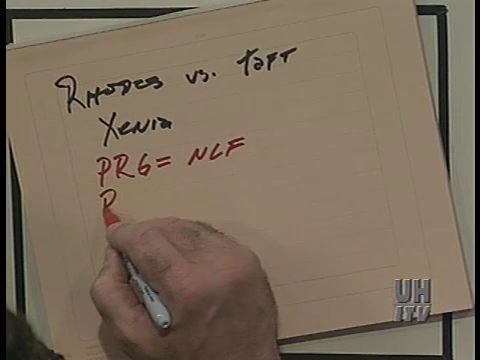 Rhodes vs. Taft
Xenia
PRG = NLF
P
UH
ITV